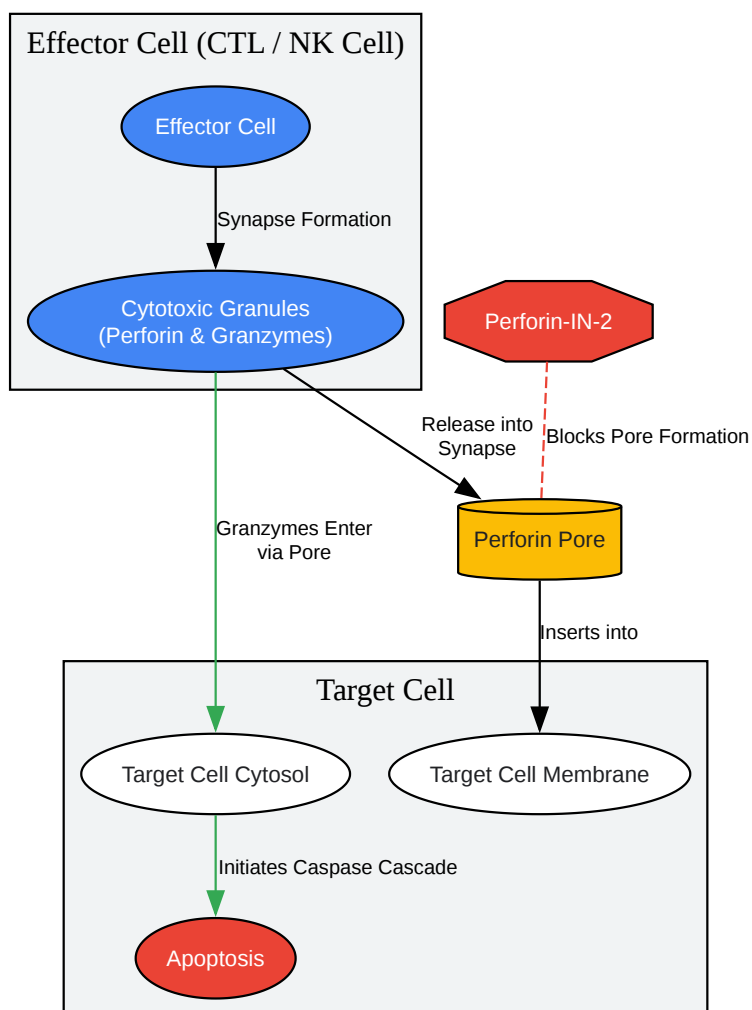 Effector Cell (CTL / NK Cell)
Effector Cell
Synapse Formation
Cytotoxic Granules
(Perforin & Granzymes)
Perforin-IN-2
Release into
Synapse
Blocks Pore Formation
Granzymes Enter
via Pore
Perforin Pore
Inserts into
Target Cell
Target Cell Cytosol
Target Cell Membrane
Initiates Caspase Cascade
Apoptosis